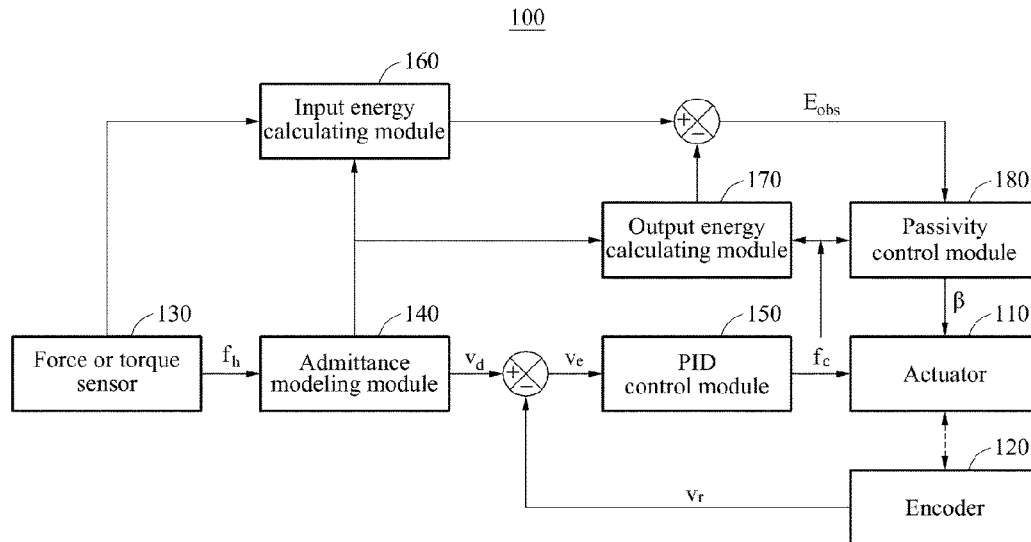 100
160
Input energy
calculating module
+
−
E_obs
170
Output energy
calculating module
180
Passivity
control module
β
130
Force or torque
sensor
f_h
140
Admittance
modeling module
v_d
+
−
v_e
150
PID
control module
f_c
110
Actuator
120
Encoder
v_r